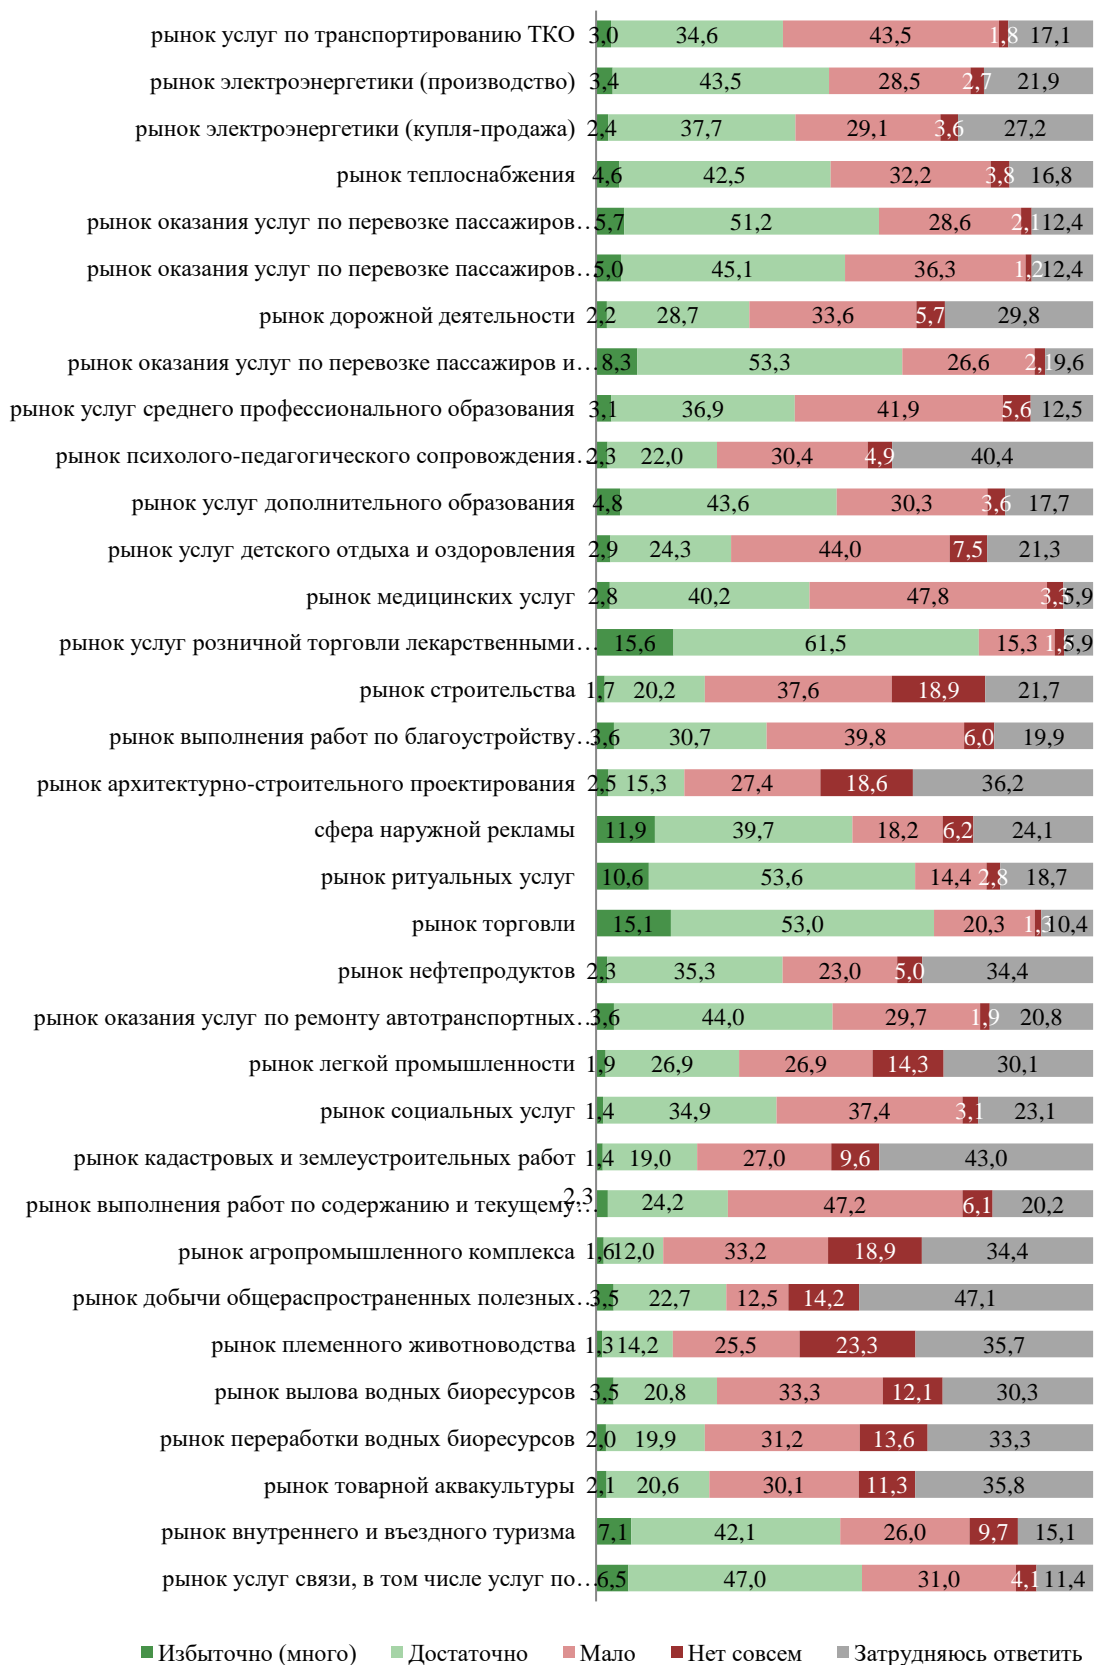 рынок услуг по транспортированию ТКО 3,0 34,6 43,5 1,8 17,1
рынок электроэнергетики (производство) 3,4 43,5 28,5 2,7 21,9
рынок электроэнергетики (купля-продажа) 2,4 37,7 29,1 3,6 27,2
рынок теплоснабжения 4,6 42,5 32,2 3,8 16,8
рынок оказания услуг по перевозке пассажиров… 5,7 51,2 28,6 2,1 12,4
рынок оказания услуг по перевозке пассажиров… 5,0 45,1 36,3 1,2 12,4
рынок дорожной деятельности 2,2 28,7 33,6 5,7 29,8
рынок оказания услуг по перевозке пассажиров и… 8,3 53,3 26,6 2,1 9,6
рынок услуг среднего профессионального образования 3,1 36,9 41,9 5,6 12,5
рынок психолого-педагогического сопровождения… 2,3 22,0 30,4 4,9 40,4
рынок услуг дополнительного образования 4,8 43,6 30,3 3,6 17,7
рынок услуг детского отдыха и оздоровления 2,9 24,3 44,0 7,5 21,3
рынок медицинских услуг 2,8 40,2 47,8 3,3 5,9
рынок услуг розничной торговли лекарственными… 15,6 61,5 15,3 5,9
рынок строительства 1,7 20,2 37,6 18,9 21,7
рынок выполнения работ по благоустройству… 3,6 30,7 39,8 6,0 19,9
рынок архитектурно-строительного проектирования 2,5 15,3 27,4 18,6 36,2
сфера наружной рекламы 11,9 39,7 18,2 6,2 24,1
рынок ритуальных услуг 10,6 53,6 14,4 2,8 18,7
рынок торговли 15,1 53,0 20,3 1,3 10,4
рынок нефтепродуктов 2,3 35,3 23,0 5,0 34,4
рынок оказания услуг по ремонту автотранспортных… 3,6 44,0 29,7 1,9 20,8
рынок легкой промышленности 1,9 26,9 26,9 14,3 30,1
рынок социальных услуг 1,4 34,9 37,4 3,1 23,1
рынок кадастровых и землеустроительных работ 1,4 19,0 27,0 9,6 43,0
рынок выполнения работ по содержанию и текущему… 2,3 24,2 47,2 6,1 20,2
рынок агропромышленного комплекса 1,6 12,0 33,2 18,9 34,4
рынок добычи общераспространенных полезных… 3,5 22,7 12,5 14,2 47,1
рынок племенного животноводства 1,3 14,2 25,5 23,3 35,7
рынок вылова водных биоресурсов 3,5 20,8 33,3 12,1 30,3
рынок переработки водных биоресурсов 2,0 19,9 31,2 13,6 33,3
рынок товарной аквакультуры 2,1 20,6 30,1 11,3 35,8
рынок внутреннего и въездного туризма 7,1 42,1 26,0 9,7 15,1
рынок услуг связи, в том числе услуг по… 6,5 47,0 31,0 4,1 11,4
Избыточно (много) Достаточно Мало Нет совсем Затрудняюсь ответить